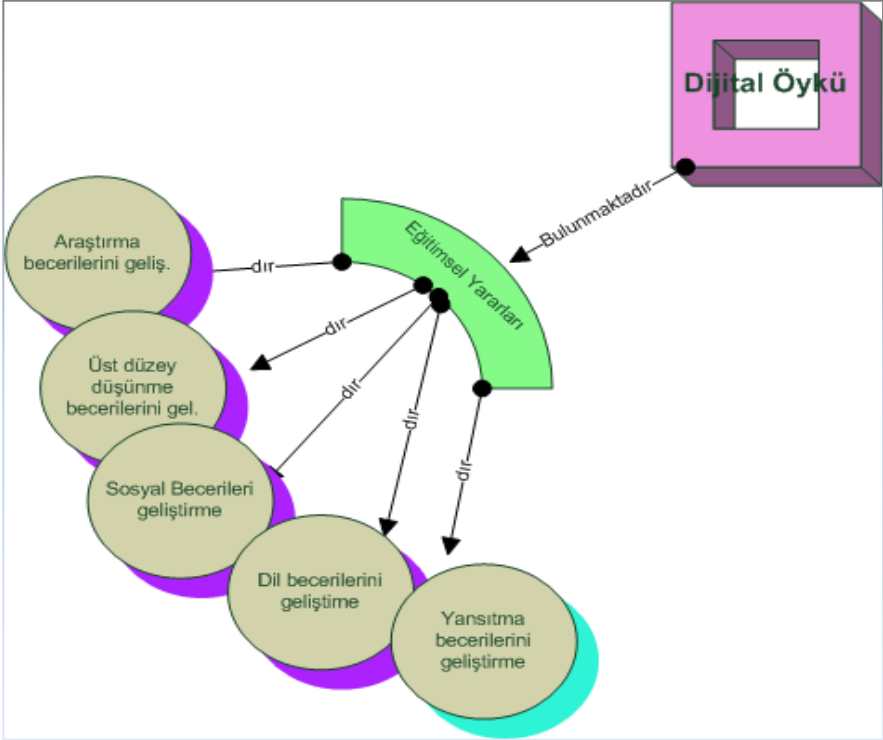 Dijital Öykü
Bulunmaktadır
Eğitimsel Yararları
dır
dır
dır
dır
dır
Araştırma
becerilerini geliş.
Üst düzey
düşünme
becerilerini gel.
Sosyal Becerileri
geliştirme
Dil becerilerini
geliştime
Yansıtma
becerilerini
geliştirme